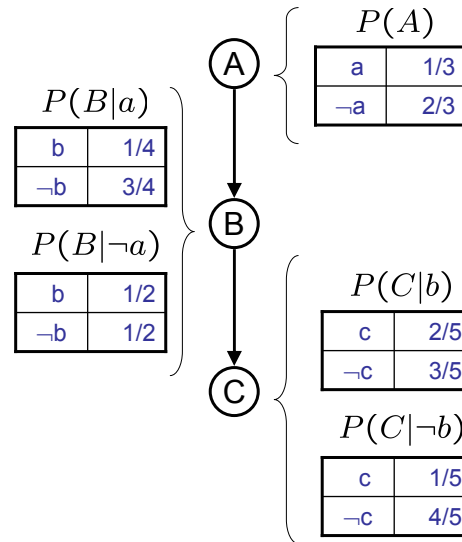 A
P(A)
a 1/3
¬a 2/3
P(B|a)
b 1/4
¬b 3/4
B
P(B|¬a)
b 1/2
¬b 1/2
C
P(C|b)
c 2/5
¬c 3/5
P(C|¬b)
c 1/5
¬c 4/5